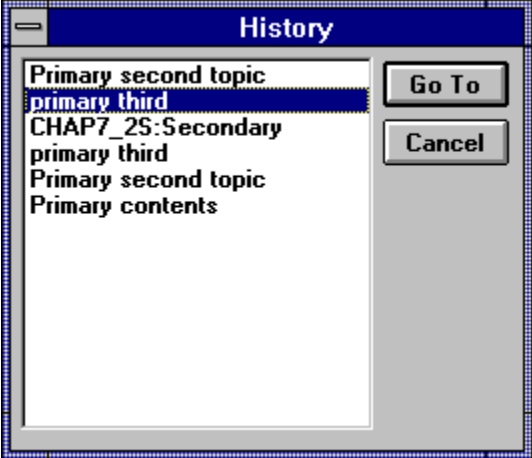 History
Primary second topic
primary third
CHAP7_2S:Secondary
primary third
Primary second topic
Primary contents
Go To
Cancel